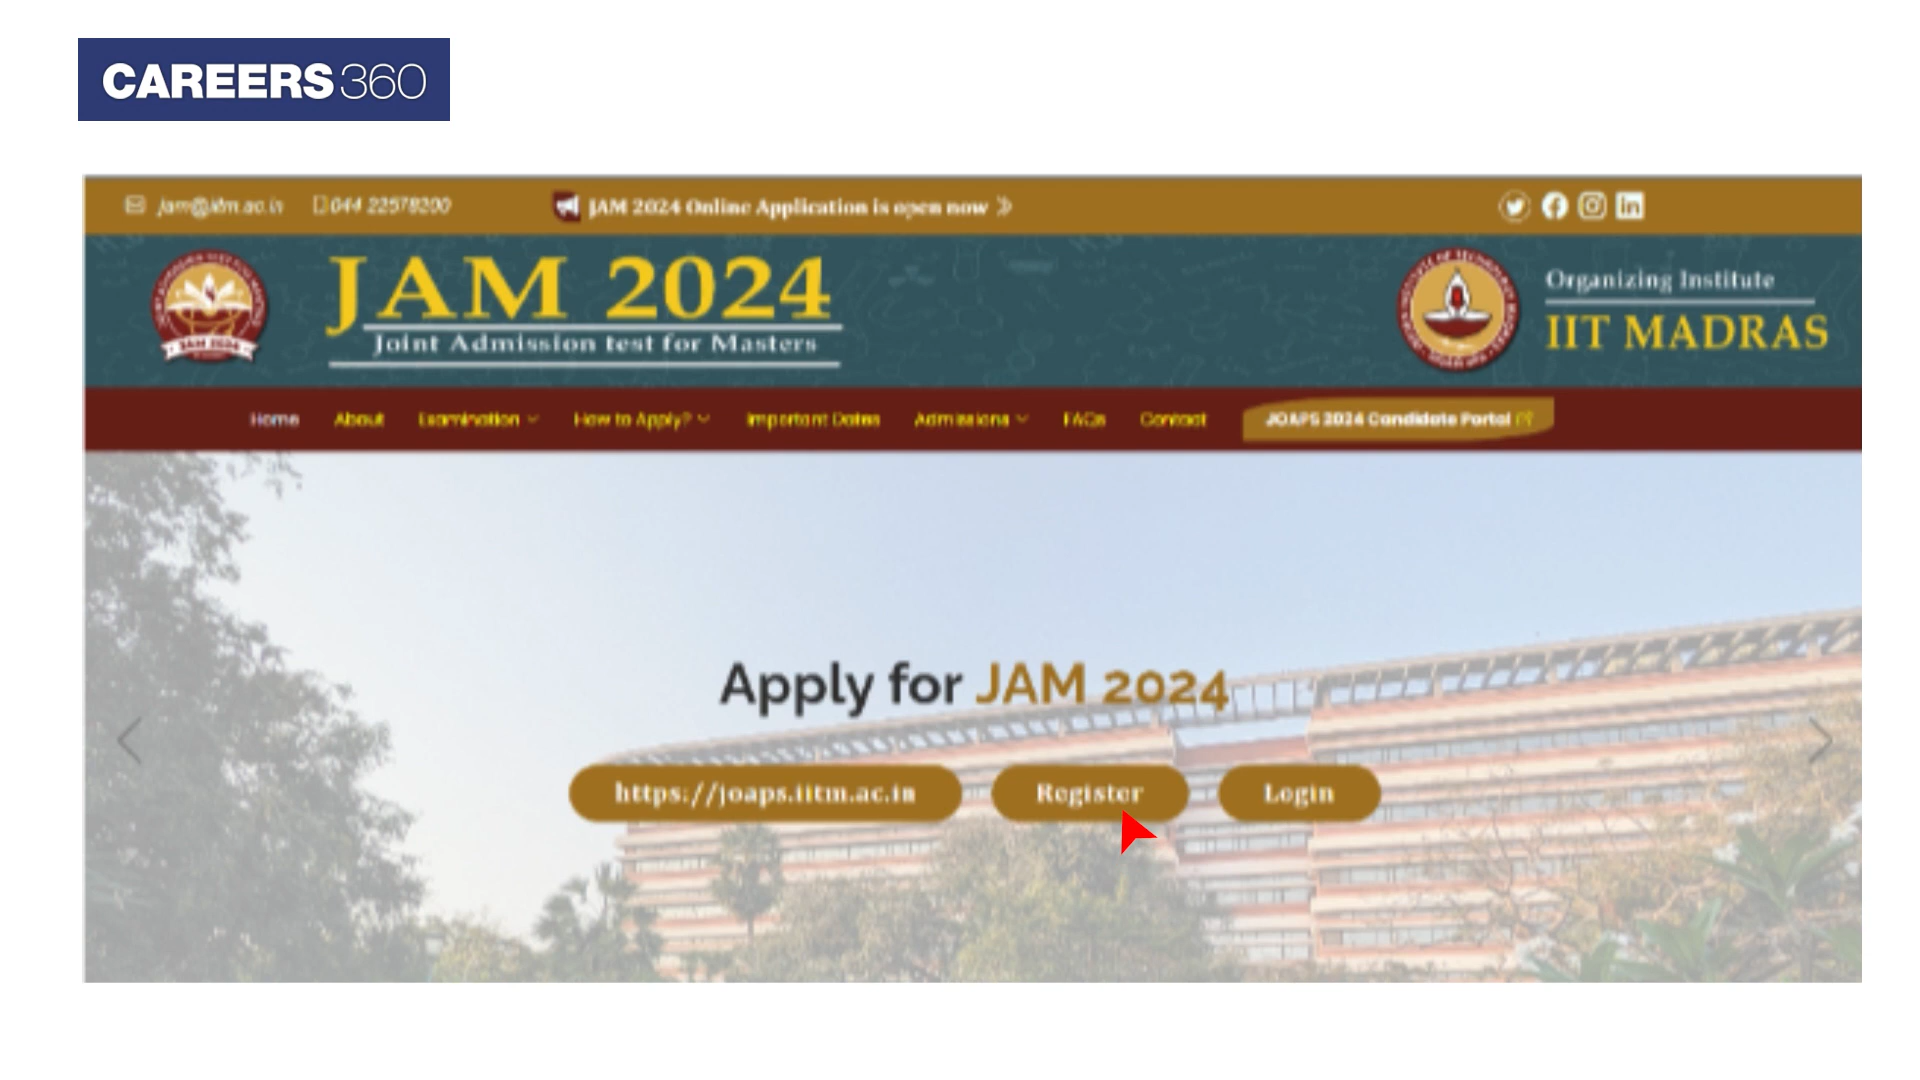 CAREERS360
jam@iitm.ac.in 044 22578200 JAM 2024 Online Application is open now
JAM 2024
Joint Admission test for Masters
JAM 2024
Organizing Institute
IIT MADRAS
Home About Examination How to Apply? Important Dates Admissions FAQs Contact JOAPS 2024 Candidate Portal
Apply for JAM 2024
https://joaps.iitm.ac.in Register Login